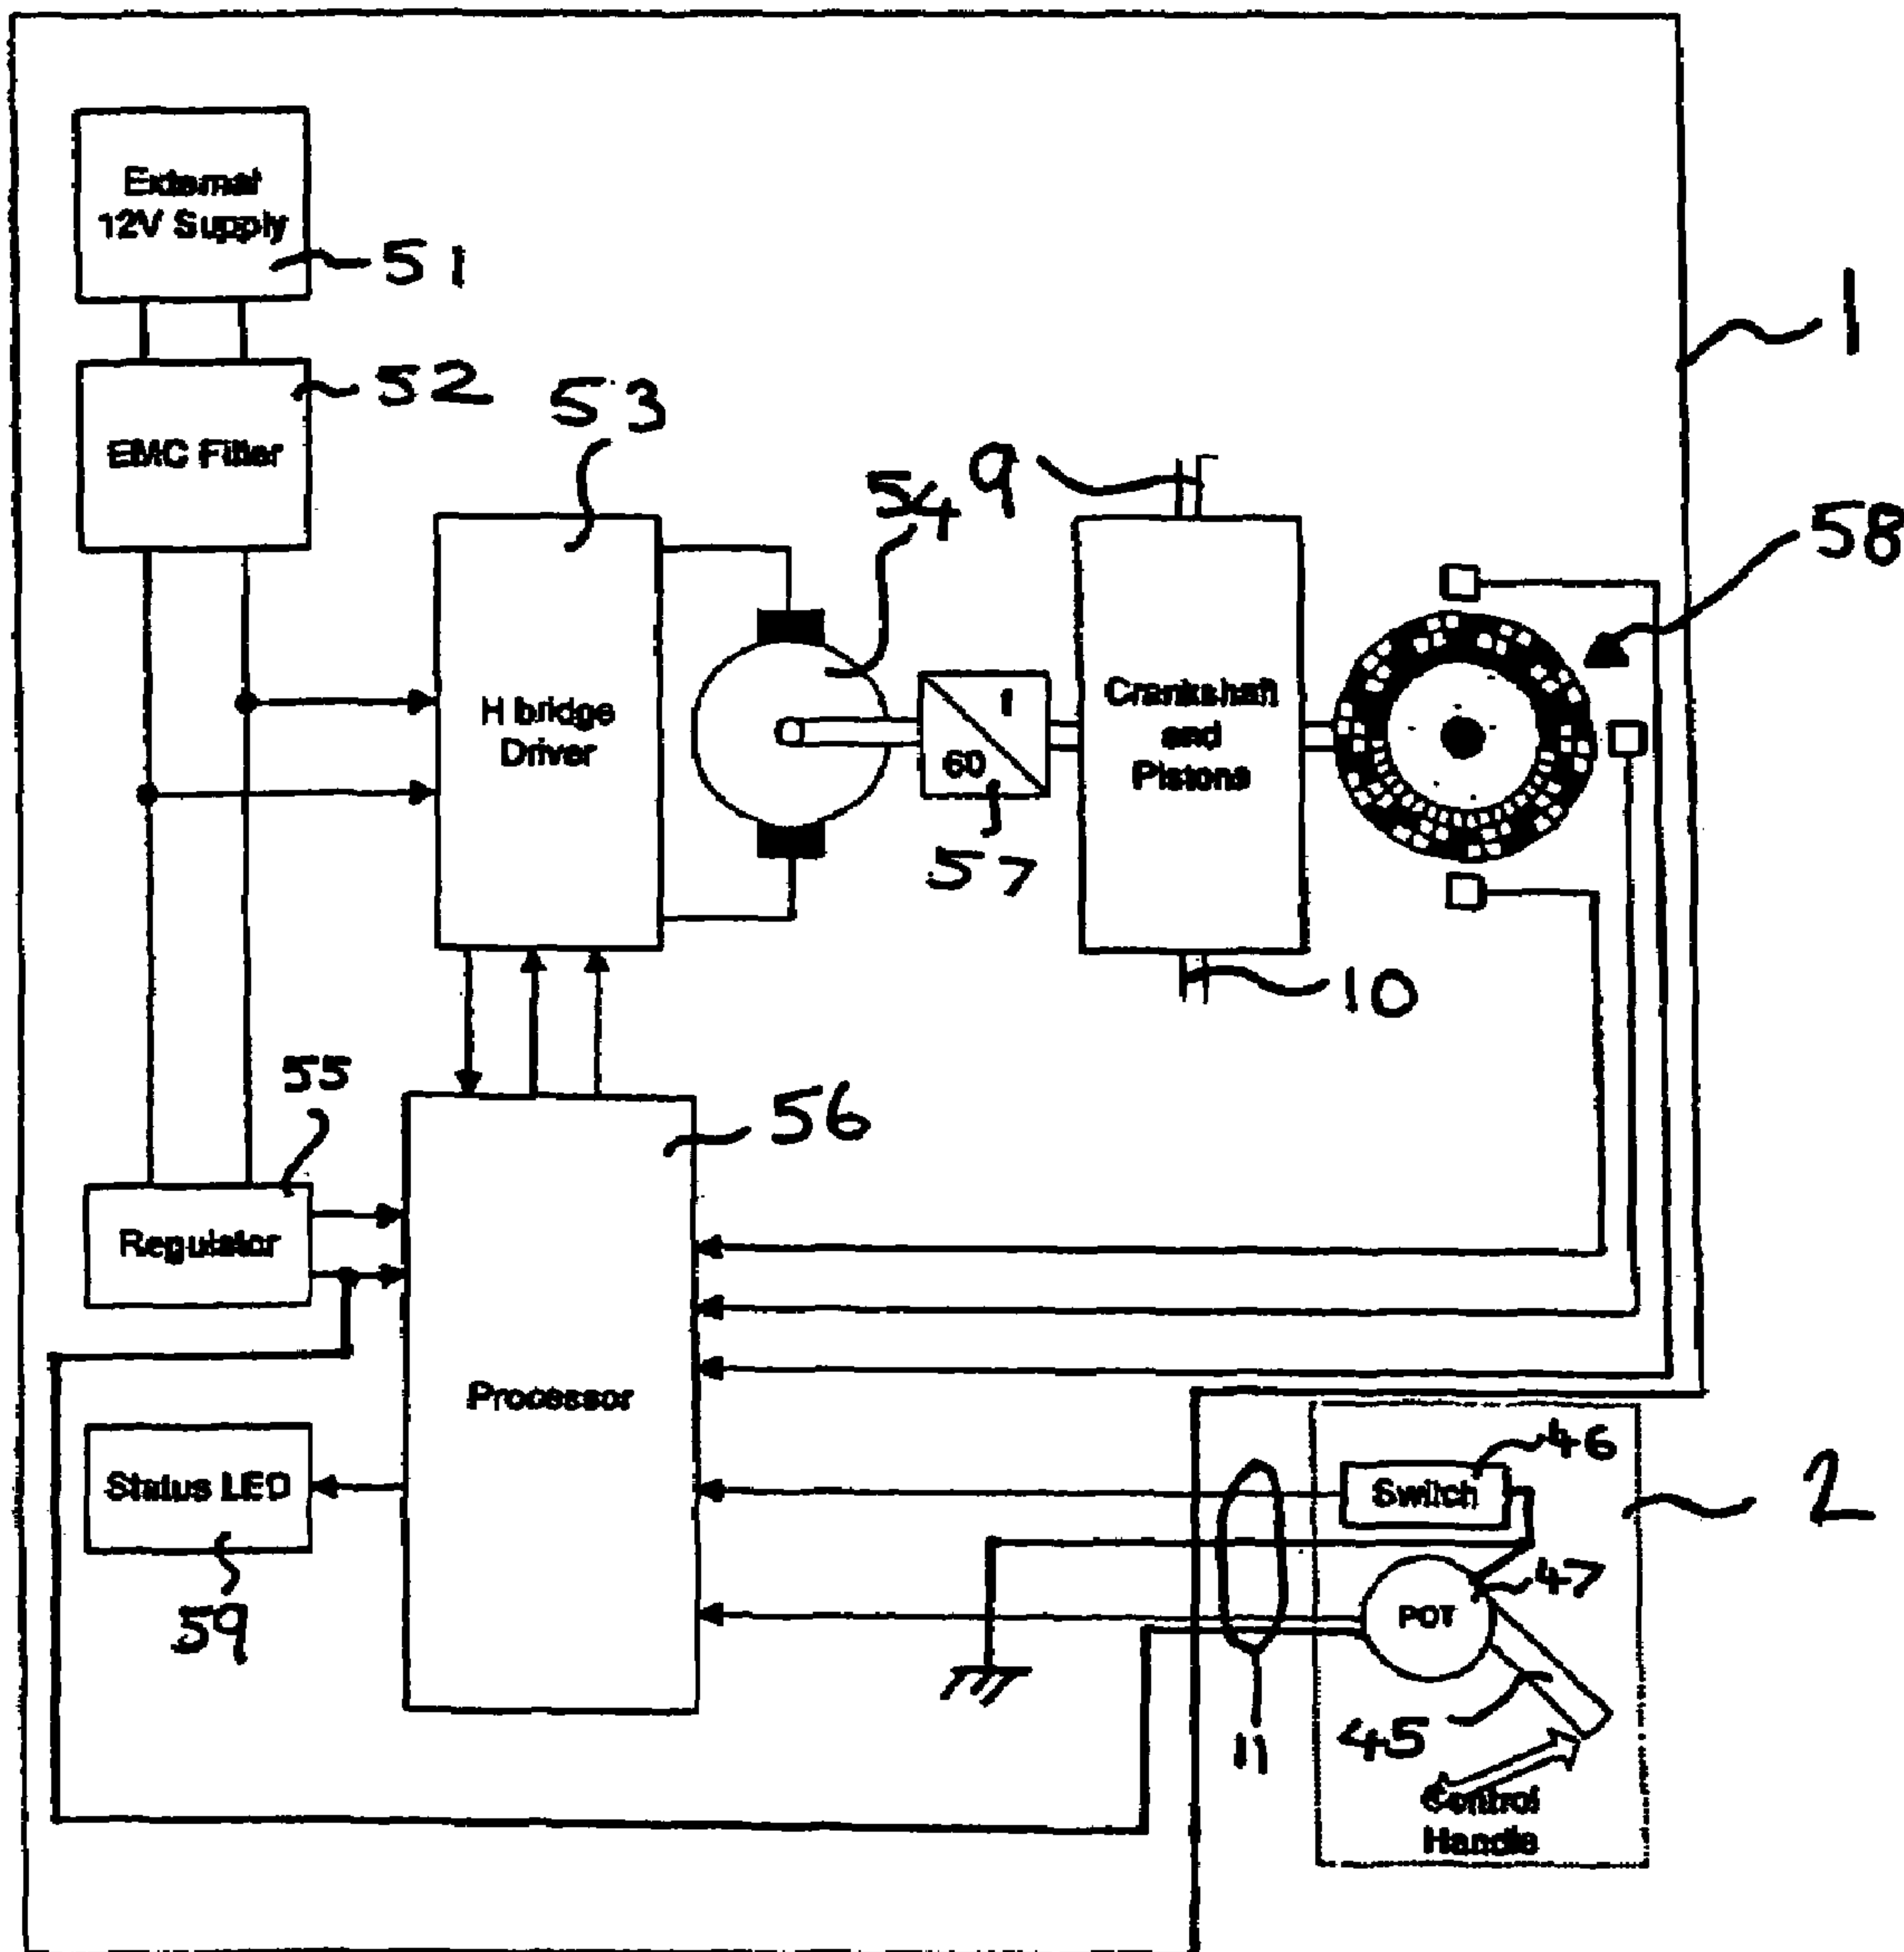 External
12V Supply
51
1
52
EMC Filter
53
54
9
58
H bridge
Driver
1
60
Crankshaft
and
Pistons
57
10
55
56
Regulator
Processor
Status LED
59
46
Switch
2
47
POT
45
11
Control
Handle